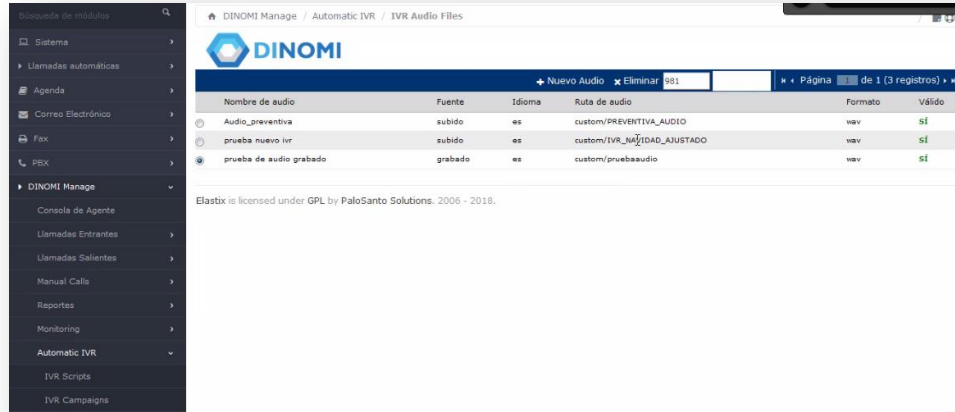 Búsqueda de módulos
Sistema
Llamadas automáticas
Agenda
Correo Electrónico
Fax
PBX
DINOMI Manage
Consola de Agente
Llamadas Entrantes
Llamadas Salientes
Manual Calls
Reportes
Monitoring
Automatic IVR
IVR Scripts
IVR Campaigns
DINOMI Manage / Automatic IVR / IVR Audio Files
DINOMI
+ Nuevo Audio x Eliminar 981 Página 1 de 1 (3 registros)
Nombre de audio Fuente Idioma Ruta de audio Formato Válido
Audio_preventiva subido es custom/PREVENTIVA_AUDIO wav sí
prueba nuevo ivr subido es custom/IVR_NAVIDAD_AJUSTADO wav sí
prueba de audio grabado grabado es custom/pruebaaudio wav sí
Elastix is licensed under GPL by PaloSanto Solutions. 2006 - 2018.